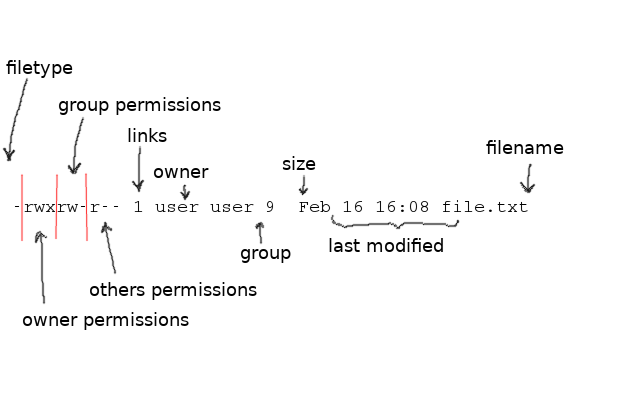 filetype
group permissions
links
filename
owner
size
-rwxrw-r-- 1 user user 9  Feb 16 16:08 file.txt
last modified
group
others permissions
owner permissions